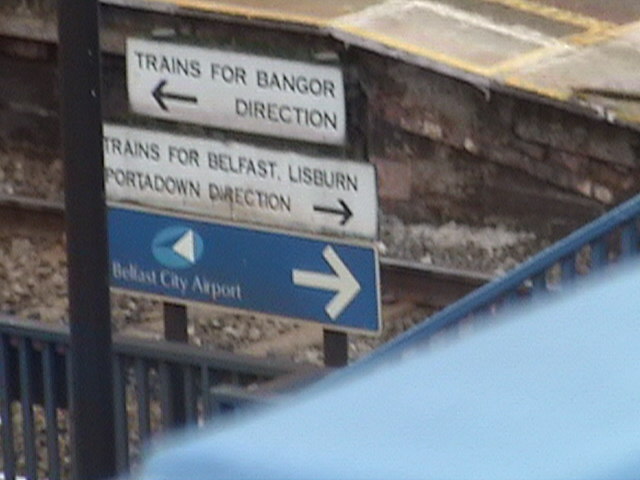 TRAINS FOR BANGOR
DIRECTION
TRAINS FOR BELFAST, LISBURN
PORTADOWN DIRECTION
Belfast City Airport